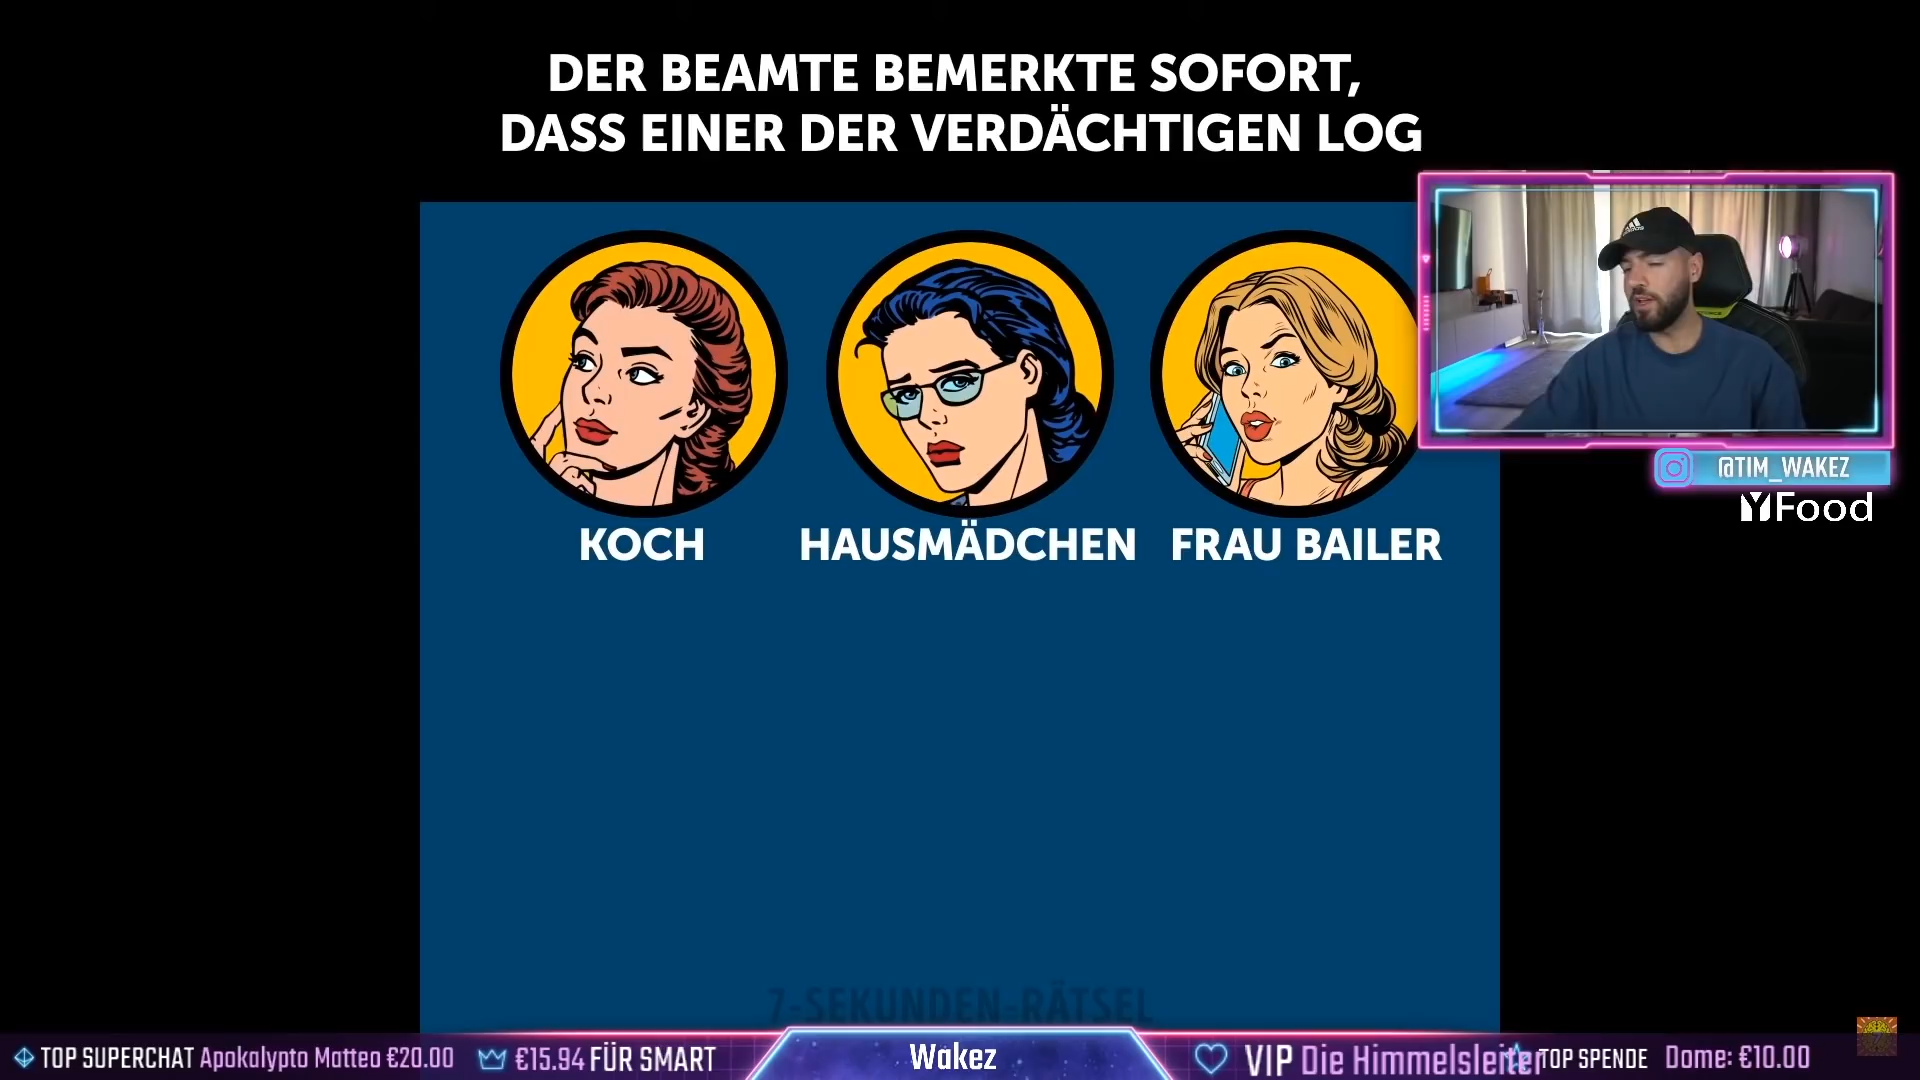 DER BEAMTE BEMERKTE SOFORT,
DASS EINER DER VERDÄCHTIGEN LOG
@TIM_WAKEZ
YFood
KOCH
HAUSMÄDCHEN
FRAU BAILER
7-SEKUNDEN-RÄTSEL
TOP SUPERCHAT Apokalypto Matteo €20.00
€15.94 FÜR SMART
Wakez
VIP Die Himmelsleiter
TOP SPENDE Dome: €10.00